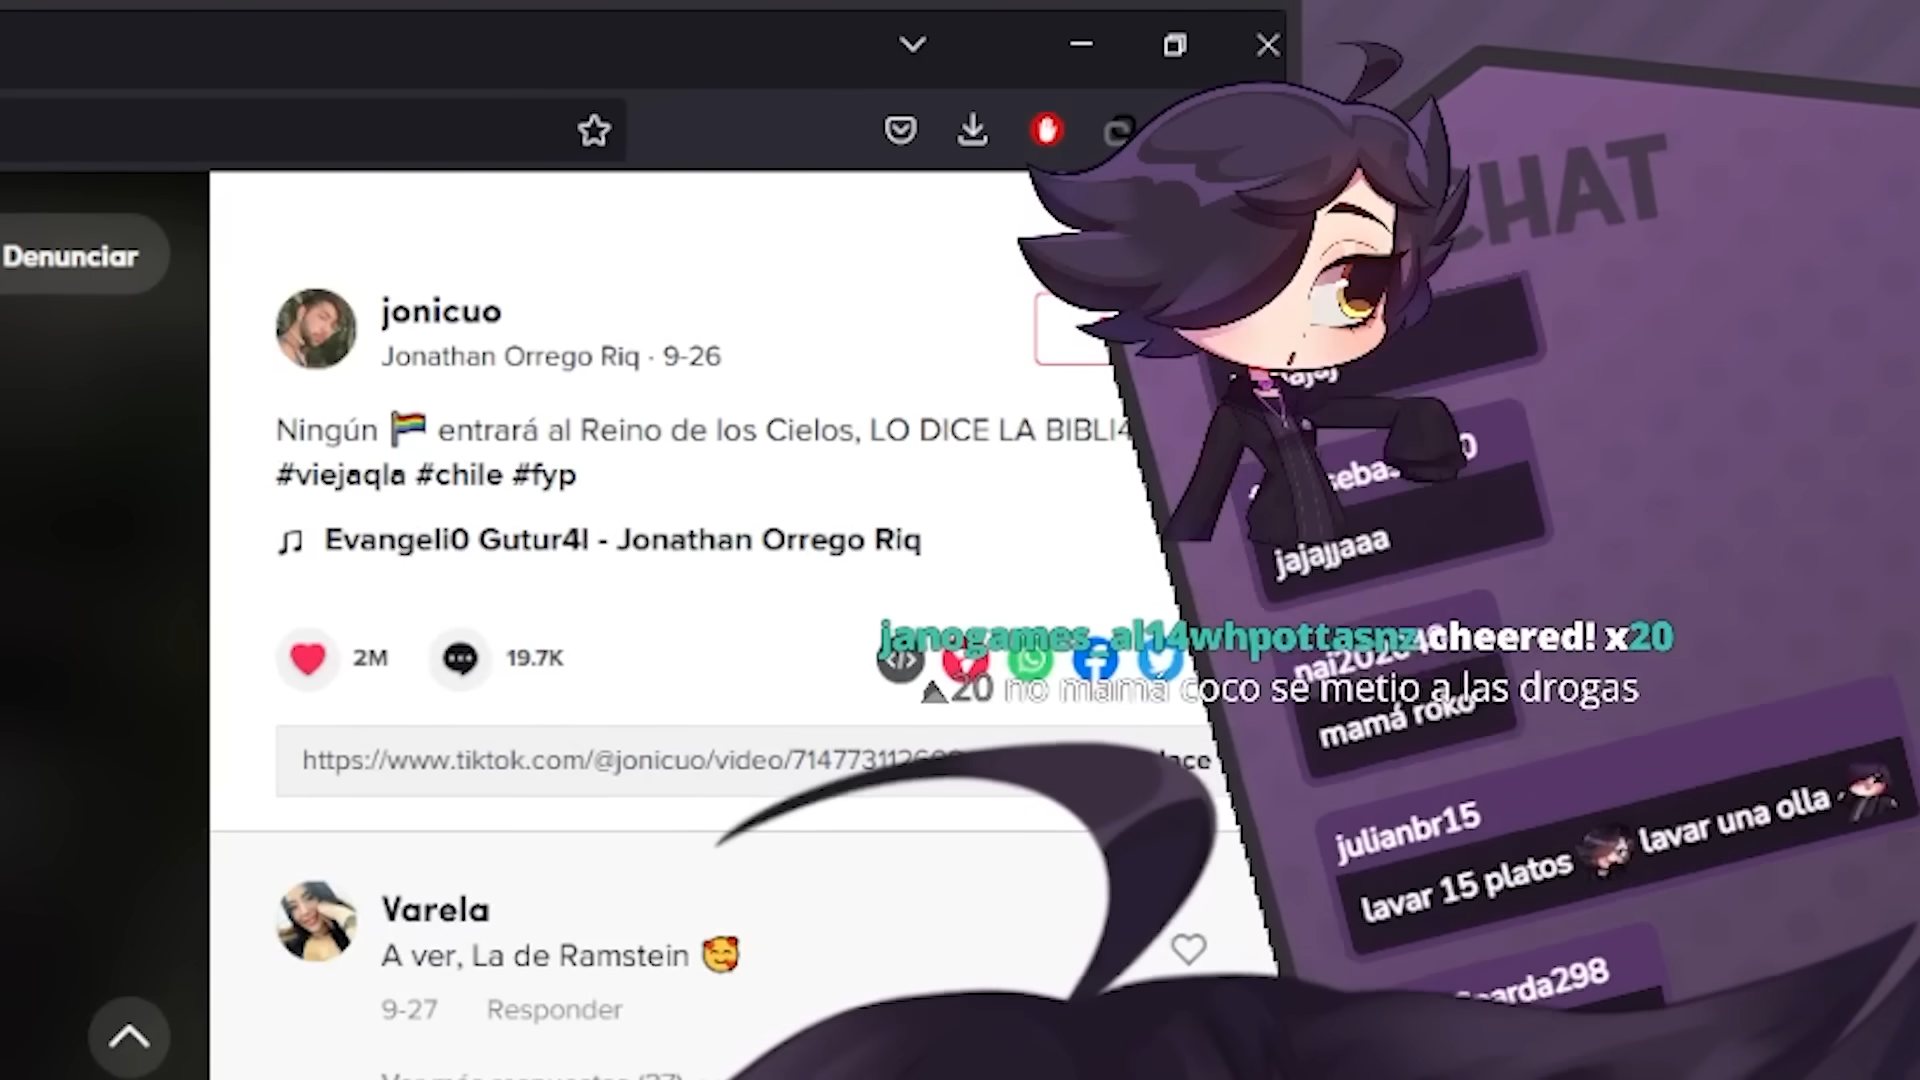 Denunciar
jonicuo
Jonathan Orrego Riq · 9-26
Ningún 🏳️‍🌈 entrará al Reino de los Cielos, LO DICE LA BIBLI4
#viejaqla #chile #fyp
♫ Evangeli0 Gutur4l - Jonathan Orrego Riq
2M
19.7K
https://www.tiktok.com/@jonicuo/video/714773112
Varela
A ver, La de Ramstein 🥰
9-27 Responder
CHAT
jajajjaaa
janogames_al14whpottasnz cheered! x20
20 no mamá coco se metio a las drogas
mamá roko
julianbr15
lavar 15 platos lavar una olla